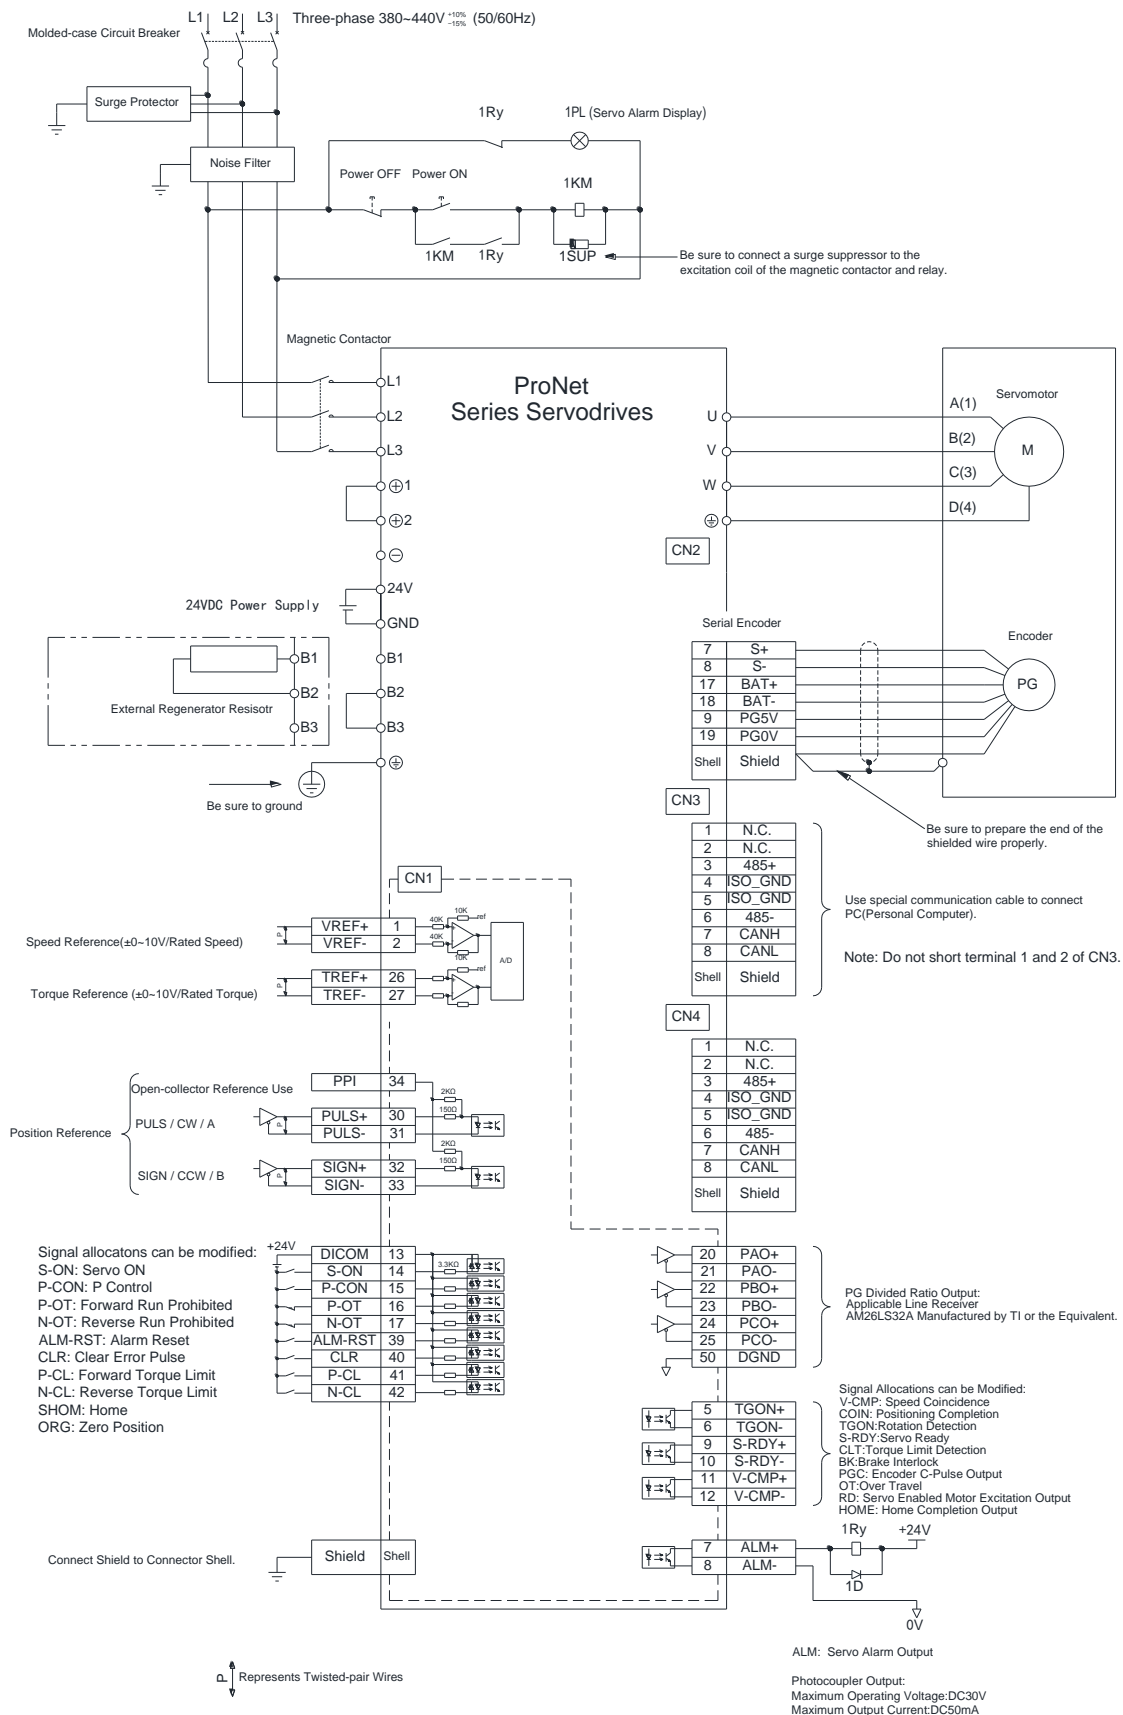 L1 L2 L3 Three-phase 380~440V +10% -15% (50/60Hz)
Molded-case Circuit Breaker
Surge Protector
Noise Filter
1Ry 1PL (Servo Alarm Display)
Power OFF Power ON
1KM
1KM 1Ry 1SUP
Be sure to connect a surge suppressor to the
excitation coil of the magnetic contactor and relay.
Magnetic Contactor
ProNet
Series Servodrives
L1
L2
L3
⊕1
⊕2
⊖
24V
24VDC Power Supply
GND
B1
B2
B3
B1
B2
B3
External Regenerator Resisotr
Be sure to ground
U
V
W
A(1)
B(2)
C(3)
D(4)
Servomotor
M
CN2
Serial Encoder
7 S+
8 S-
17 BAT+
18 BAT-
9 PG5V
19 PG0V
Shell Shield
Encoder
PG
Be sure to prepare the end of the
shielded wire properly.
CN3
1 N.C.
2 N.C.
3 485+
4 ISO_GND
5 ISO_GND
6 485-
7 CANH
8 CANL
Shell Shield
Use special communication cable to connect
PC(Personal Computer).
Note: Do not short terminal 1 and 2 of CN3.
CN4
1 N.C.
2 N.C.
3 485+
4 ISO_GND
5 ISO_GND
6 485-
7 CANH
8 CANL
Shell Shield
CN1
Speed Reference(±0~10V/Rated Speed)
P
VREF+ 1
VREF- 2
40K
40K
10K
10K
ref
A/D
Torque Reference (±0~10V/Rated Torque)
P
TREF+ 26
TREF- 27
ref
Position Reference
Open-collector Reference Use
PPI 34
2KΩ
PULS / CW / A
P
PULS+ 30
PULS- 31
150Ω
2KΩ
SIGN / CCW / B
P
SIGN+ 32
SIGN- 33
150Ω
Signal allocatons can be modified:
S-ON: Servo ON
P-CON: P Control
P-OT: Forward Run Prohibited
N-OT: Reverse Run Prohibited
ALM-RST: Alarm Reset
CLR: Clear Error Pulse
P-CL: Forward Torque Limit
N-CL: Reverse Torque Limit
SHOM: Home
ORG: Zero Position
+24V
DICOM 13
S-ON 14
P-CON 15
P-OT 16
N-OT 17
ALM-RST 39
CLR 40
P-CL 41
N-CL 42
3.3KΩ
Connect Shield to Connector Shell.
Shield Shell
20 PAO+
21 PAO-
22 PBO+
23 PBO-
24 PCO+
25 PCO-
50 DGND
PG Divided Ratio Output:
Applicable Line Receiver
AM26LS32A Manufactured by TI or the Equivalent.
5 TGON+
6 TGON-
9 S-RDY+
10 S-RDY-
11 V-CMP+
12 V-CMP-
Signal Allocations can be Modified:
V-CMP: Speed Coincidence
COIN: Positioning Completion
TGON:Rotation Detection
S-RDY:Servo Ready
CLT:Torque Limit Detection
BK:Brake Interlock
PGC: Encoder C-Pulse Output
OT:Over Travel
RD: Servo Enabled Motor Excitation Output
HOME: Home Completion Output
7 ALM+
8 ALM-
1Ry +24V
1D
0V
ALM: Servo Alarm Output
Photocoupler Output:
Maximum Operating Voltage:DC30V
Maximum Output Current:DC50mA
P Represents Twisted-pair Wires